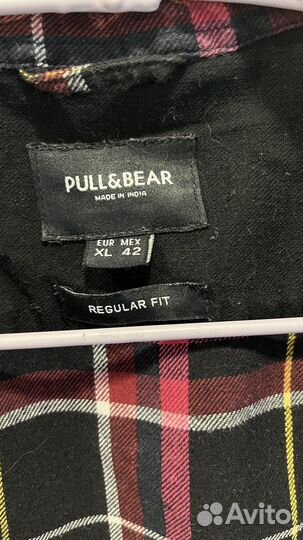 PULL&BEAR
MADE IN INDIA
EUR MEX
XL 42
REGULAR FIT
Avito